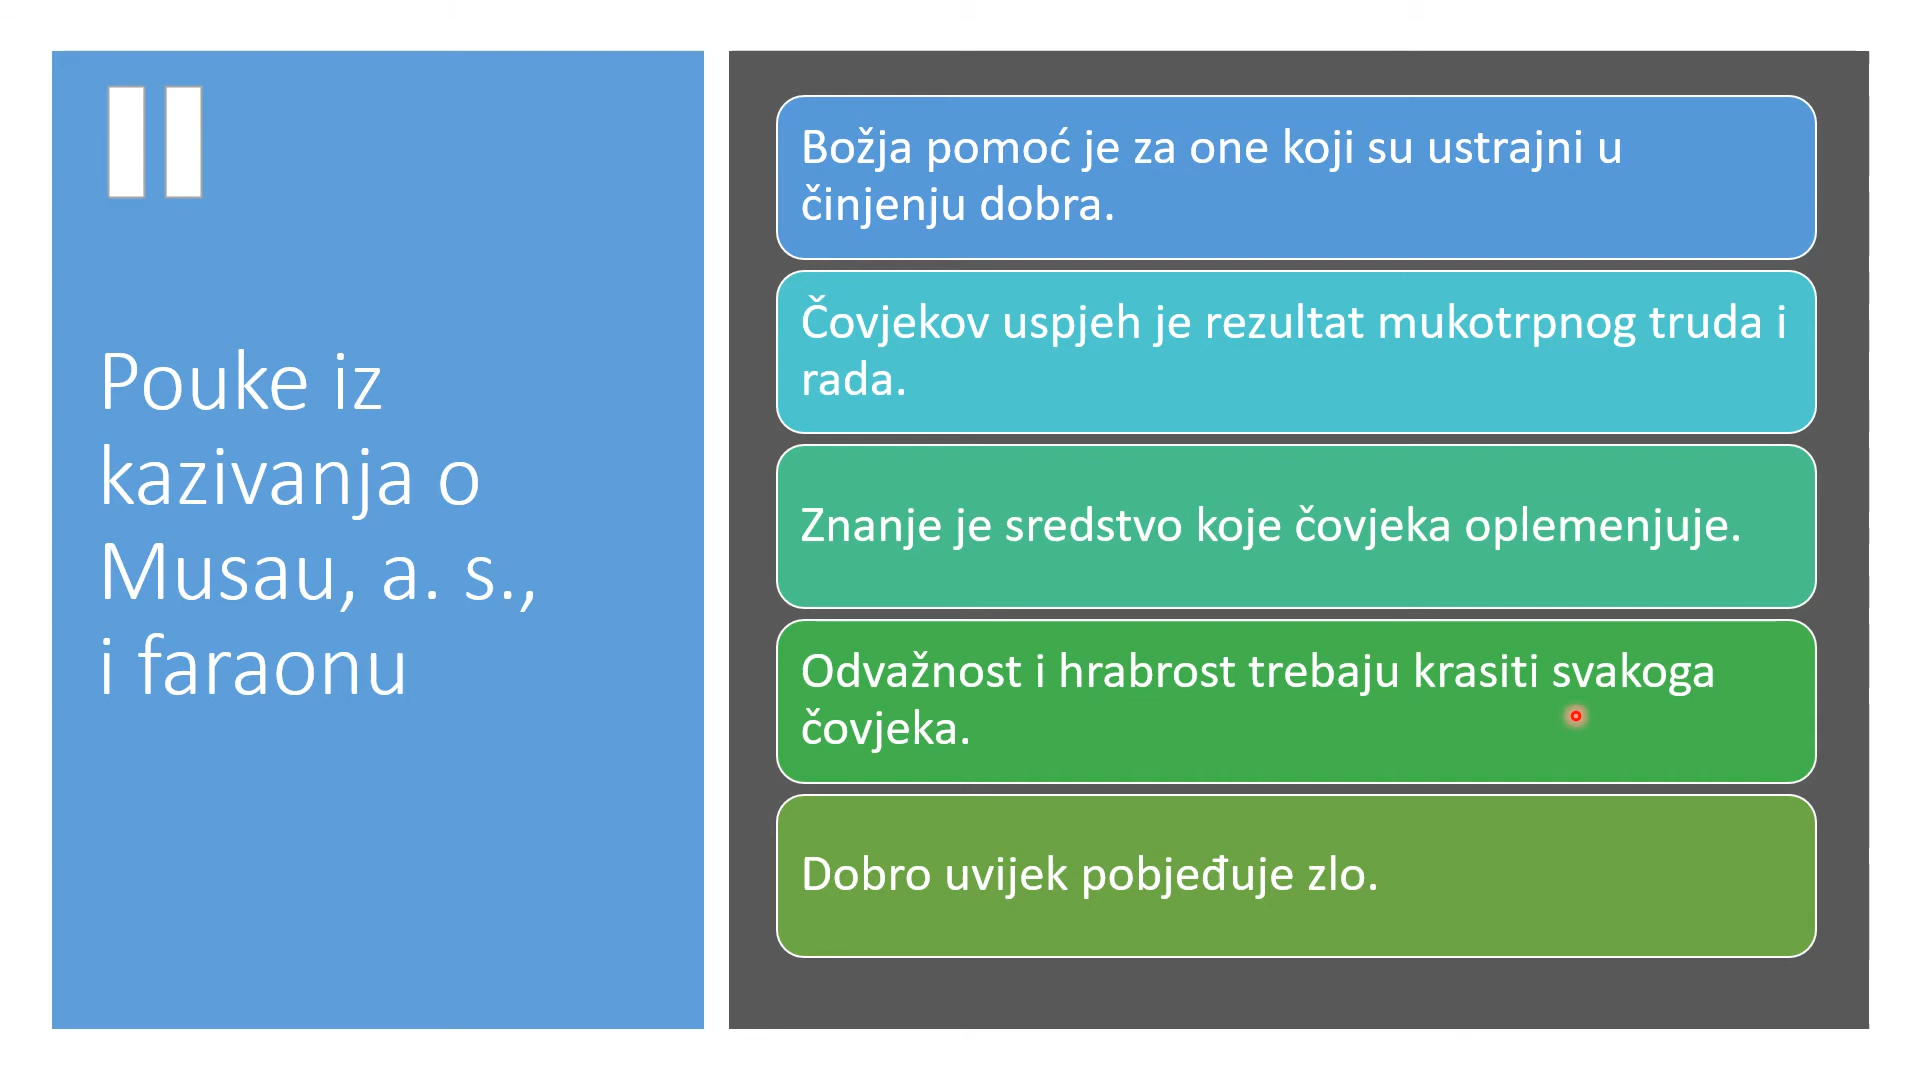 Pouke iz
kazivanja o
Musau, a. s.,
i faraonu
Božja pomoć je za one koji su ustrajni u
činjenju dobra.
Čovjekov uspjeh je rezultat mukotrpnog truda i
rada.
Znanje je sredstvo koje čovjeka oplemenjuje.
Odvažnost i hrabrost trebaju krasiti svakoga
čovjeka.
Dobro uvijek pobjeđuje zlo.